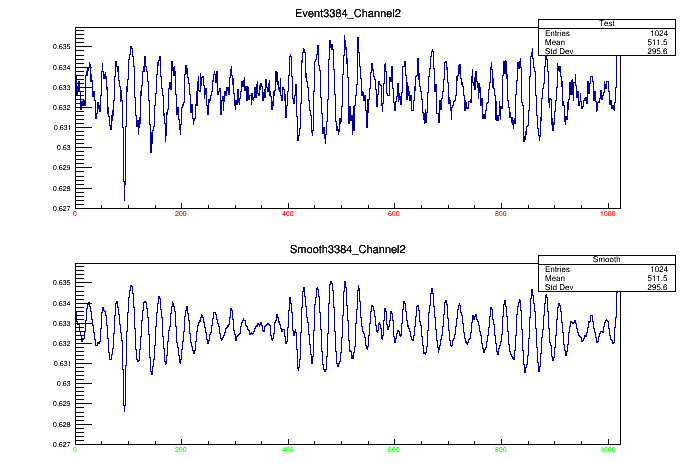 Event3384_Channel2
Test
Entries 1024
Mean 511.5
Std Dev 295.6
0.635
0.634
0.633
0.632
0.631
0.63
0.629
0.628
0.627
0 200 400 600 800 1000
Smooth3384_Channel2
Smooth
Entries 1024
Mean 511.5
Std Dev 295.6
0.635
0.634
0.633
0.632
0.631
0.63
0.629
0.628
0.627
0 200 400 600 800 1000